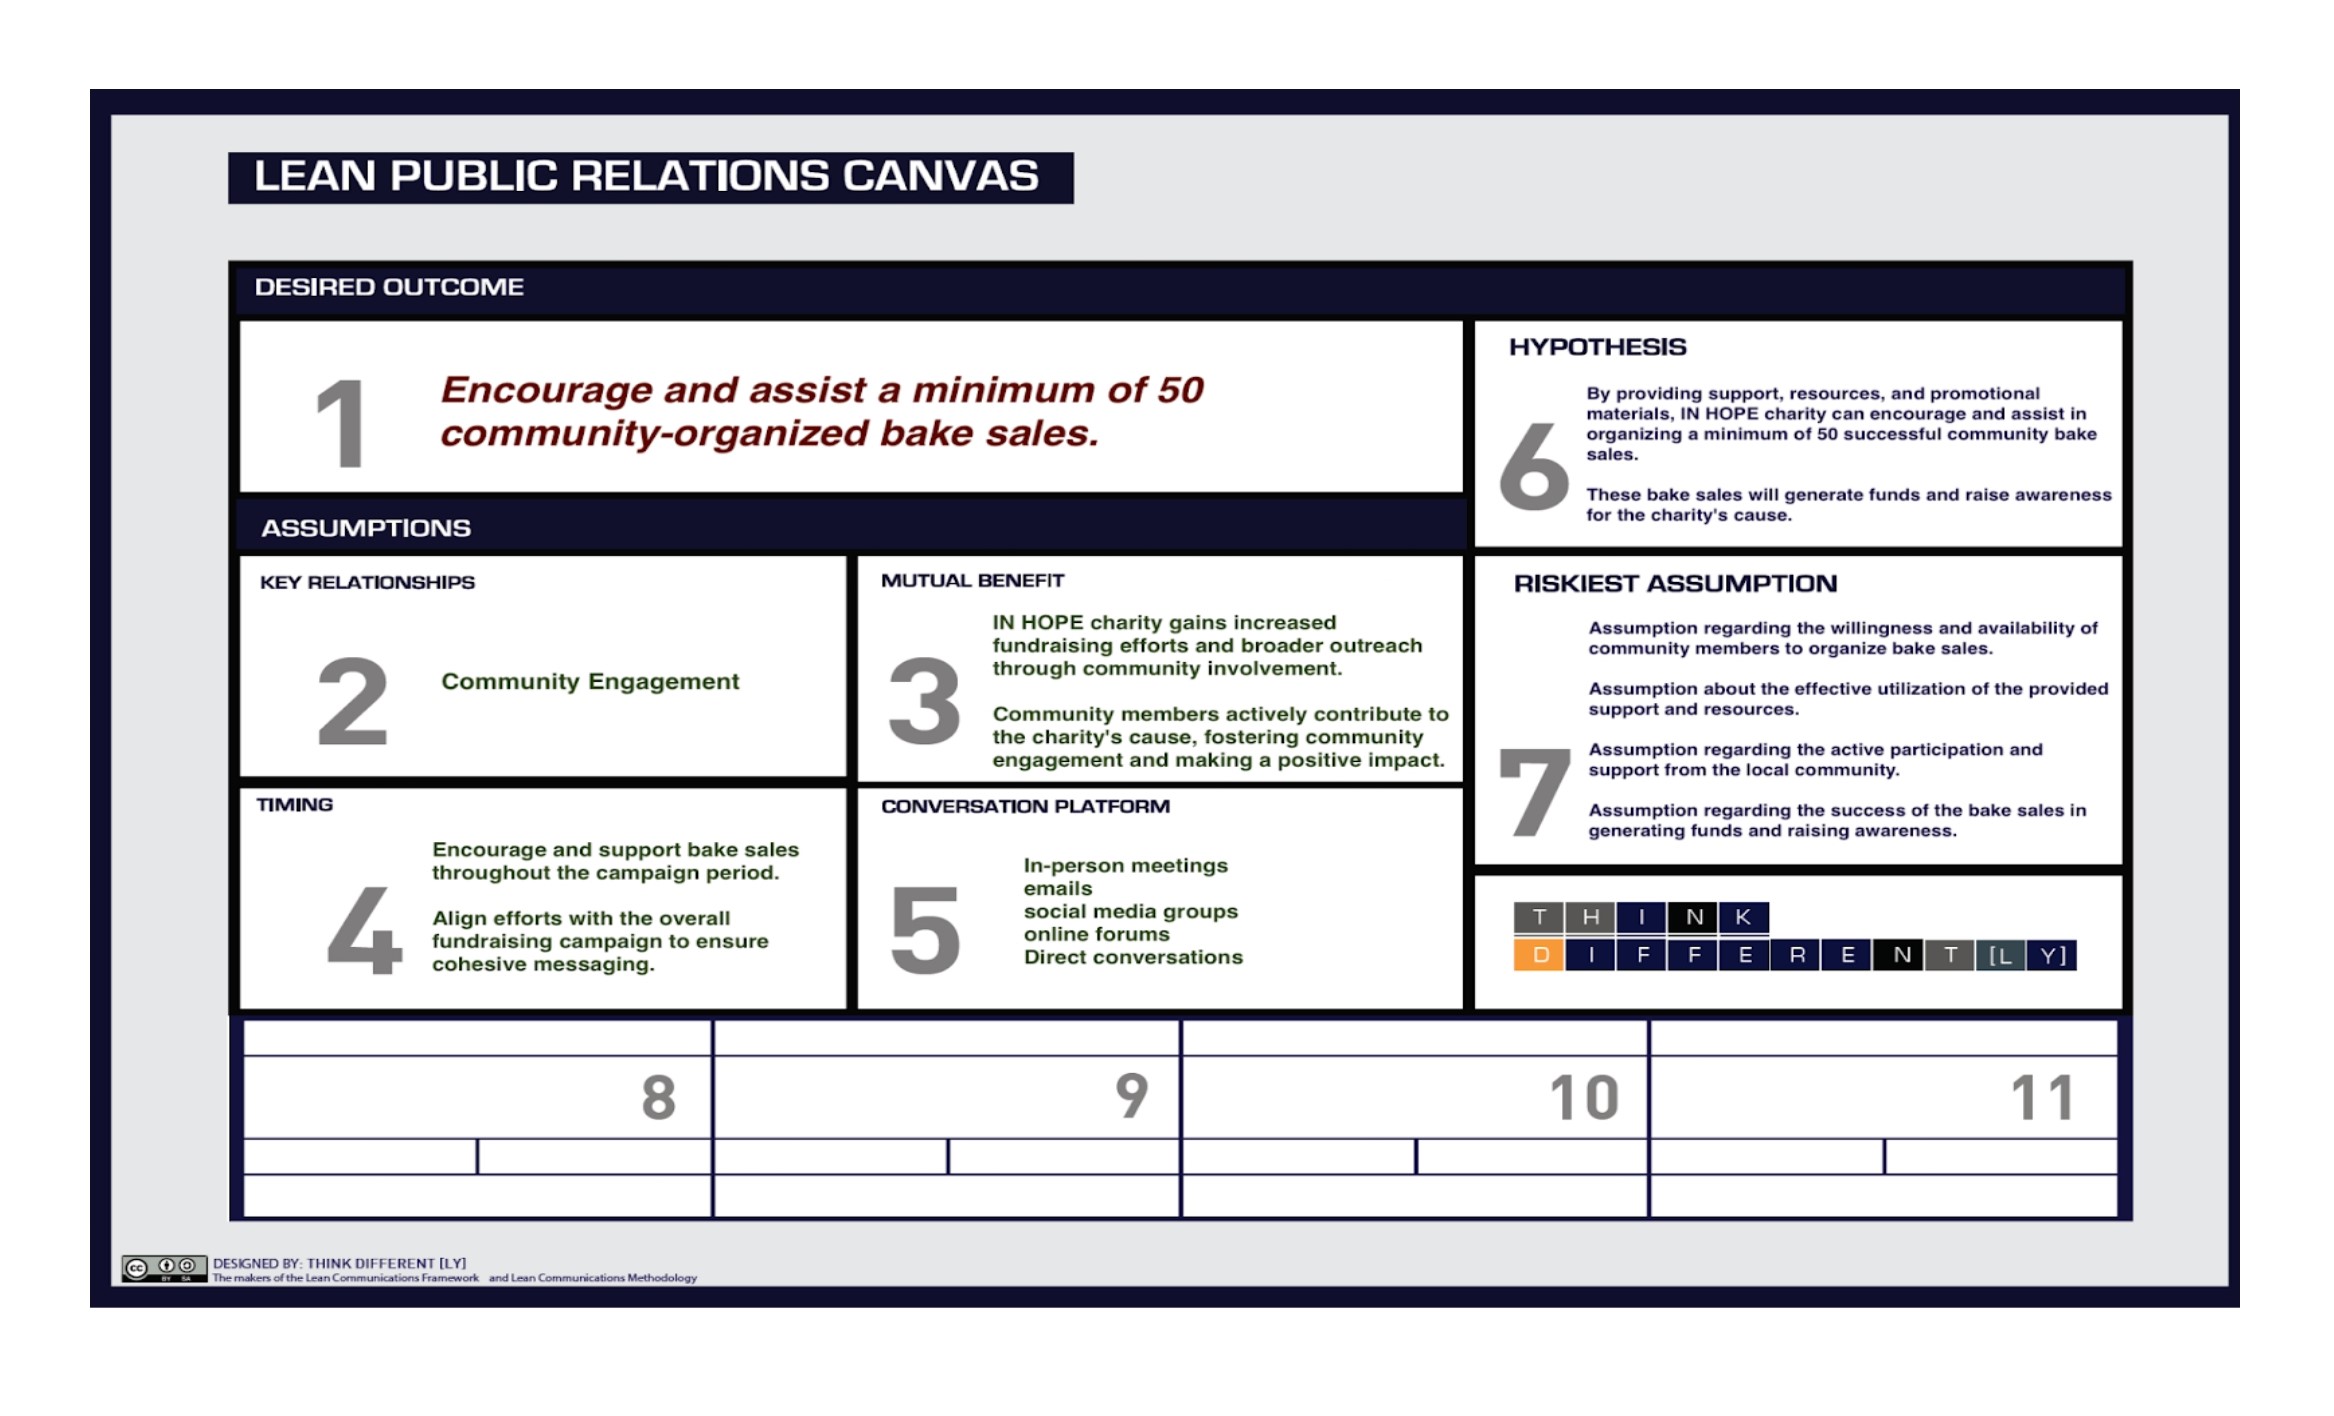 LEAN PUBLIC RELATIONS CANVAS
DESIRED OUTCOME
1
Encourage and assist a minimum of 50
community-organized bake sales.
ASSUMPTIONS
KEY RELATIONSHIPS
2
Community Engagement
MUTUAL BENEFIT
3
IN HOPE charity gains increased
fundraising efforts and broader outreach
through community involvement.
Community members actively contribute to
the charity's cause, fostering community
engagement and making a positive impact.
TIMING
4
Encourage and support bake sales
throughout the campaign period.
Align efforts with the overall
fundraising campaign to ensure
cohesive messaging.
CONVERSATION PLATFORM
5
In-person meetings
emails
social media groups
online forums
Direct conversations
HYPOTHESIS
6
By providing support, resources, and promotional
materials, IN HOPE charity can encourage and assist in
organizing a minimum of 50 successful community bake
sales.
These bake sales will generate funds and raise awareness
for the charity's cause.
RISKIEST ASSUMPTION
7
Assumption regarding the willingness and availability of
community members to organize bake sales.
Assumption about the effective utilization of the provided
support and resources.
Assumption regarding the active participation and
support from the local community.
Assumption regarding the success of the bake sales in
generating funds and raising awareness.
THINK
DIFFERENT[LY]
8
9
10
11
cc BY SA
DESIGNED BY: THINK DIFFERENT [LY]
The makers of the Lean Communications Framework and Lean Communications Methodology